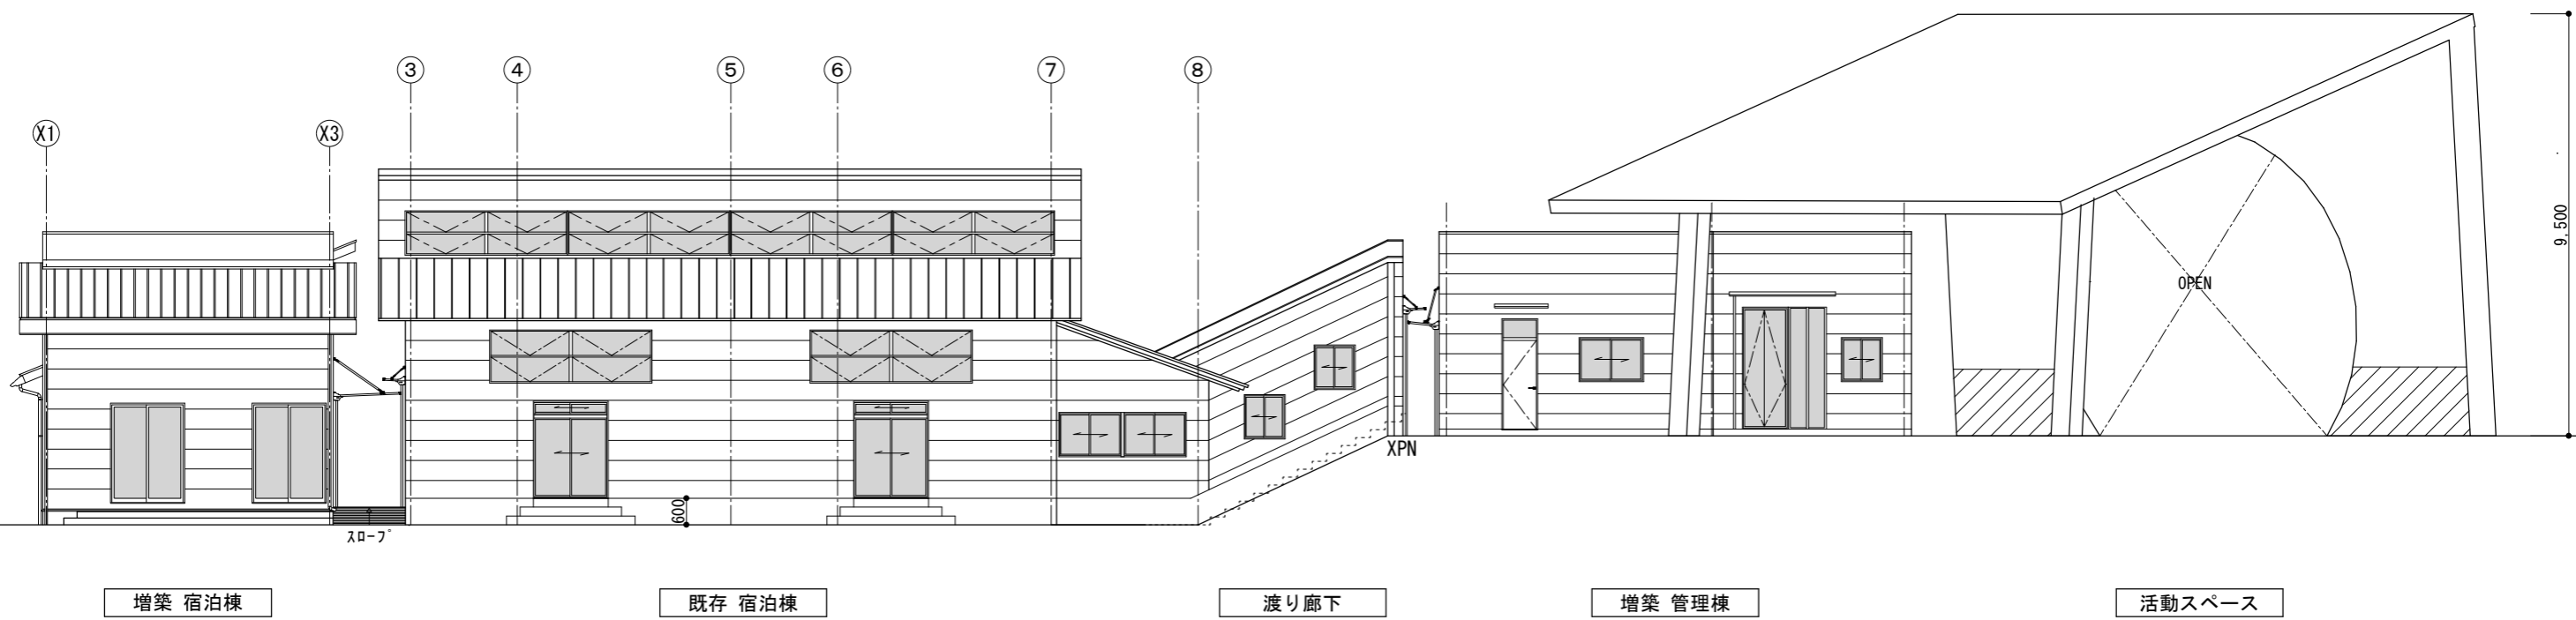 ③ ④ ⑤ ⑥ ⑦ ⑧
X1 X3
9,500
OPEN
XPN
600
スロープ
増築 宿泊棟
既存 宿泊棟
渡り廊下
増築 管理棟
活動スペース